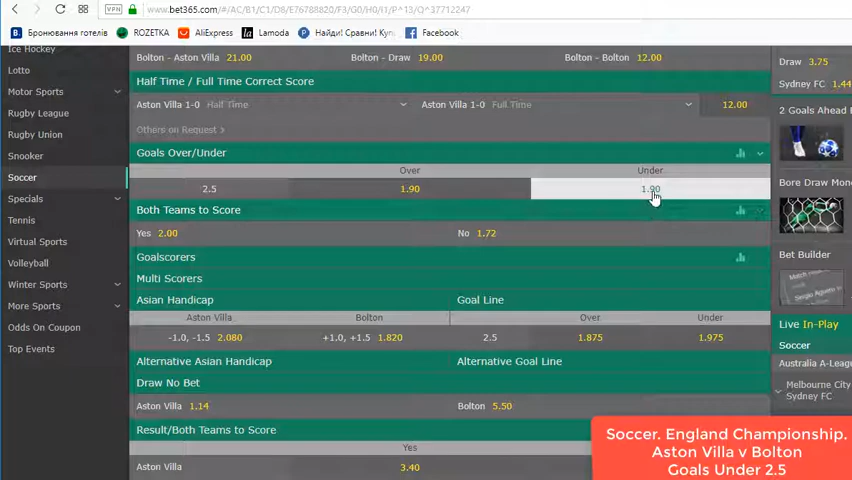 VPN www.bet365.com/#/AC/B1/C1/D8/E76788820/F3/G0/H0/I1/P^13/Q^37712247
Бронювання готелів ROZETKA AliExpress Lamoda Найди! Сравни! Facebook
Ice Hockey
Lotto
Motor Sports
Rugby League
Rugby Union
Snooker
Soccer
Specials
Tennis
Virtual Sports
Volleyball
Winter Sports
More Sports
Odds On Coupon
Top Events
Bolton - Aston Villa 21.00 Bolton - Draw 19.00 Bolton - Bolton 12.00
Half Time / Full Time Correct Score
Aston Villa 1-0 Half Time Aston Villa 1-0 Full Time 12.00
Others on Request >
Goals Over/Under
Over Under
2.5 1.90 1.90
Both Teams to Score
Yes 2.00 No 1.72
Goalscorers
Multi Scorers
Asian Handicap Goal Line
Aston Villa Bolton Over Under
-1.0, -1.5 2.080 +1.0, +1.5 1.820 2.5 1.875 1.975
Alternative Asian Handicap Alternative Goal Line
Draw No Bet
Aston Villa 1.14 Bolton 5.50
Result/Both Teams to Score
Yes
Aston Villa 3.40
Draw 3.75
Sydney FC 1.44
2 Goals Ahead
Bore Draw
Bet Builder
Live In-Play
Soccer
Australia
Melbourne City
Sydney FC
Soccer. England Championship.
Aston Villa v Bolton
Goals Under 2.5